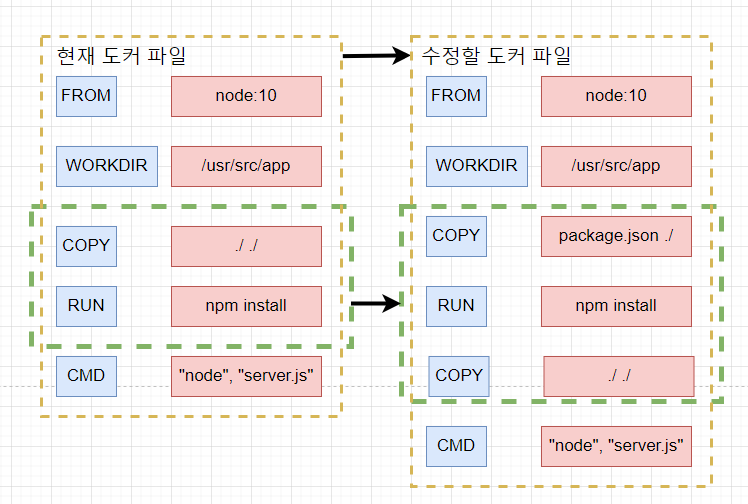 현재 도커 파일
FROM node:10
WORKDIR /usr/src/app
COPY ./ ./
RUN npm install
CMD "node", "server.js"
수정할 도커 파일
FROM node:10
WORKDIR /usr/src/app
COPY package.json ./
RUN npm install
COPY ./ ./
CMD "node", "server.js"